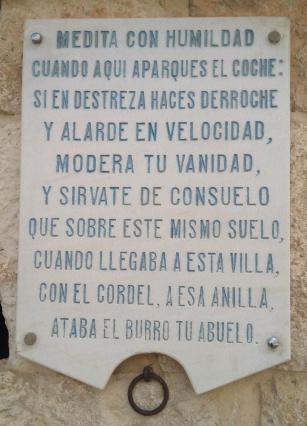 MEDITA CON HUMILDAD
CUANDO AQUI APARQUES EL COCHE:
SI EN DESTREZA HACES DERROCHE
Y ALARDE EN VELOCIDAD,
MODERA TU VANIDAD,
Y SIRVATE DE CONSUELO
QUE SOBRE ESTE MISMO SUELO,
CUANDO LLEGABA A ESTA VILLA,
CON EL CORDEL, A ESA ANILLA,
ATABA EL BURRO TU ABUELO.